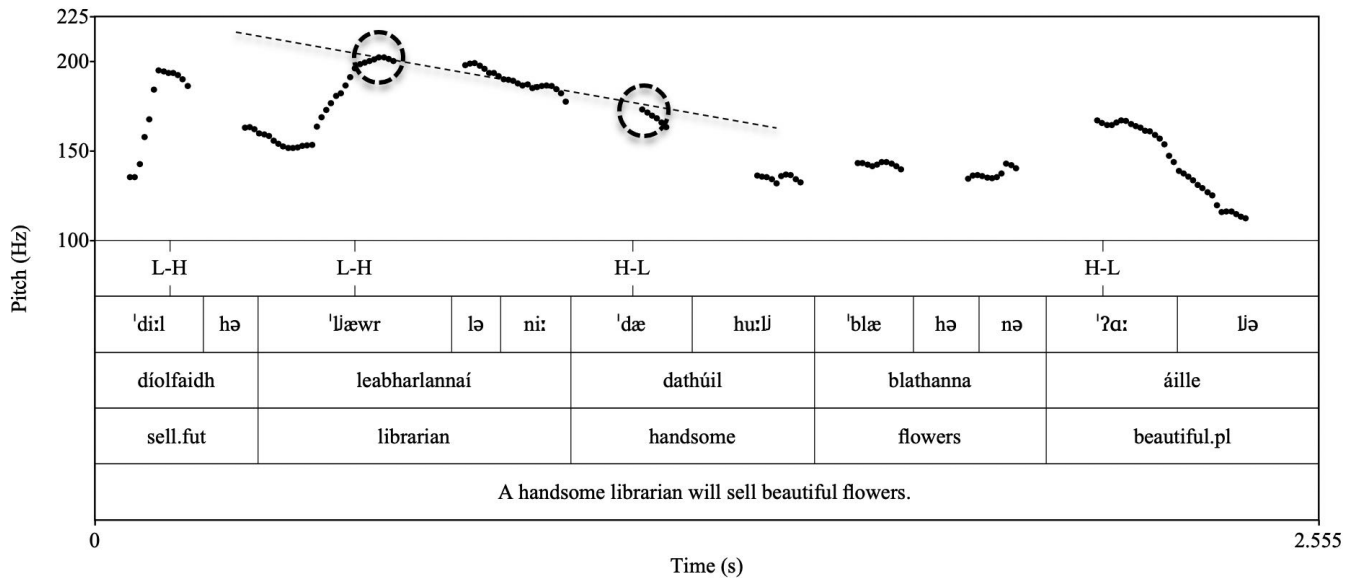 225
200
150
100
Pitch (Hz)
L-H L-H H-L H-L
ˈdiːl hə ˈlʲæwr lə niː ˈdæ huːlʲ ˈblæ hə nə ˈʔɑː lʲə
díolfaidh leabharlannaí dathúil blathanna áille
sell.fut librarian handsome flowers beautiful.pl
A handsome librarian will sell beautiful flowers.
0 2.555
Time (s)